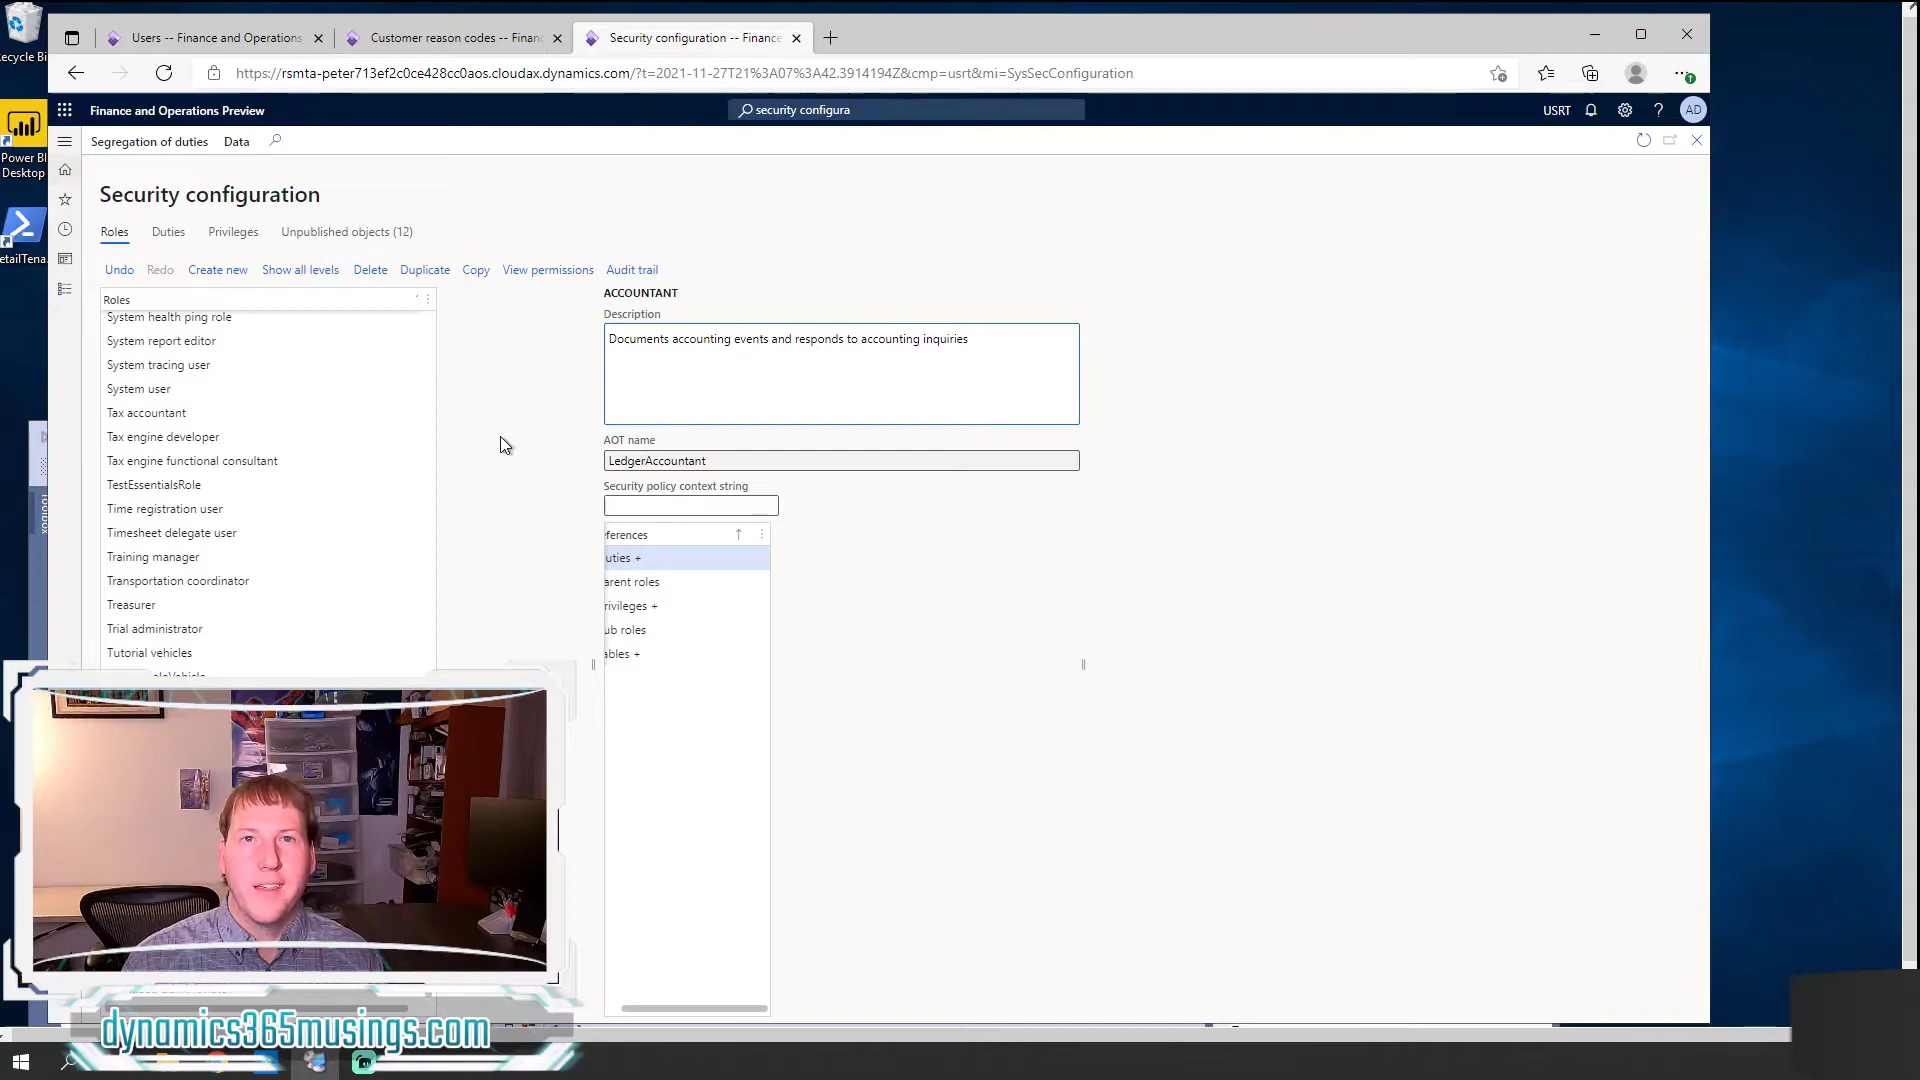 Recycle Bi
Power BI
Desktop
etailTena
Toolbox
Users -- Finance and Operations
Customer reason codes -- Finan
Security configuration -- Finance
https://rsmta-peter713ef2c0ce428cc0aos.cloudax.dynamics.com/?t=2021-11-27T21%3A07%3A42.3914194Z&cmp=usrt&mi=SysSecConfiguration
Finance and Operations Preview
security configura
USRT
?
AD
Segregation of duties Data
Security configuration
Roles Duties Privileges Unpublished objects (12)
Undo Redo Create new Show all levels Delete Duplicate Copy View permissions Audit trail
Roles
System health ping role
System report editor
System tracing user
System user
Tax accountant
Tax engine developer
Tax engine functional consultant
TestEssentialsRole
Time registration user
Timesheet delegate user
Training manager
Transportation coordinator
Treasurer
Trial administrator
Tutorial vehicles
ACCOUNTANT
Description
Documents accounting events and responds to accounting inquiries
AOT name
LedgerAccountant
Security policy context string
ferences
uties +
arent roles
rivileges +
ub roles
ables +
dynamics365musings.com